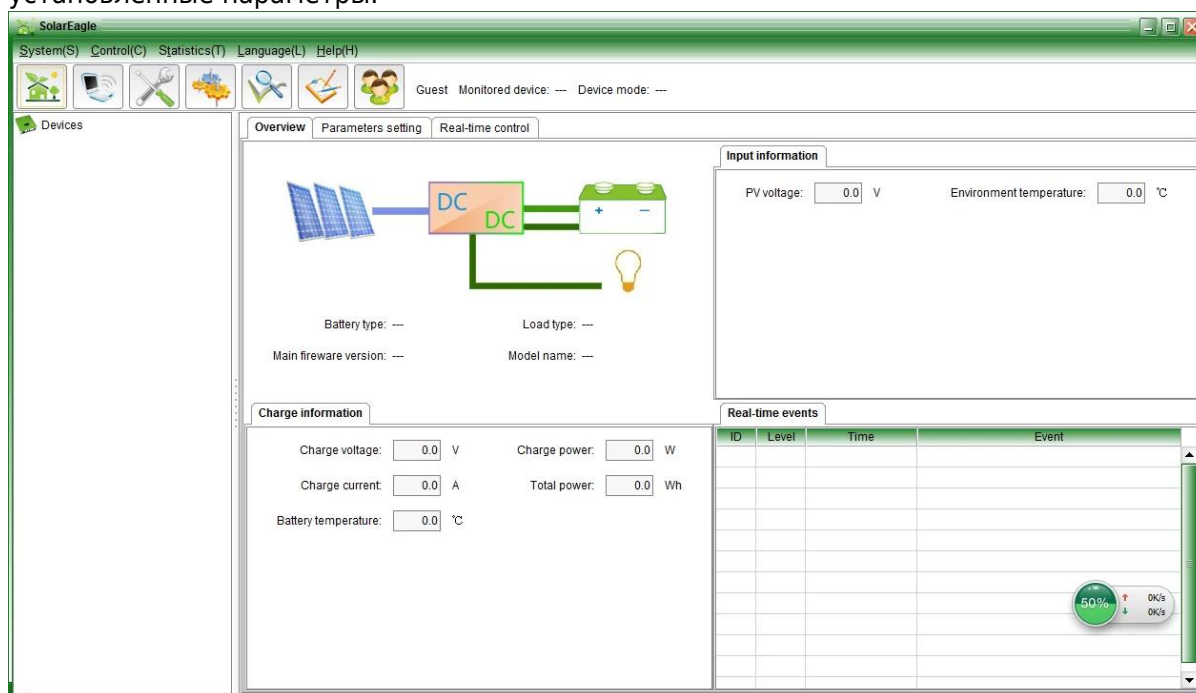 установленные параметры.
SolarEagle
System(S) Control(C) Statistics(T) Language(L) Help(H)
Guest Monitored device: --- Device mode: ---
Devices
Overview Parameters setting Real-time control
DC
DC
+ −
Battery type: --- Load type: ---
Main fireware version: --- Model name: ---
Input information
PV voltage: 0.0 V Environment temperature: 0.0 ℃
Charge information
Charge voltage: 0.0 V Charge power: 0.0 W
Charge current: 0.0 A Total power: 0.0 Wh
Battery temperature: 0.0 ℃
Real-time events
ID Level Time Event
50% ↑ 0K/s
↓ 0K/s